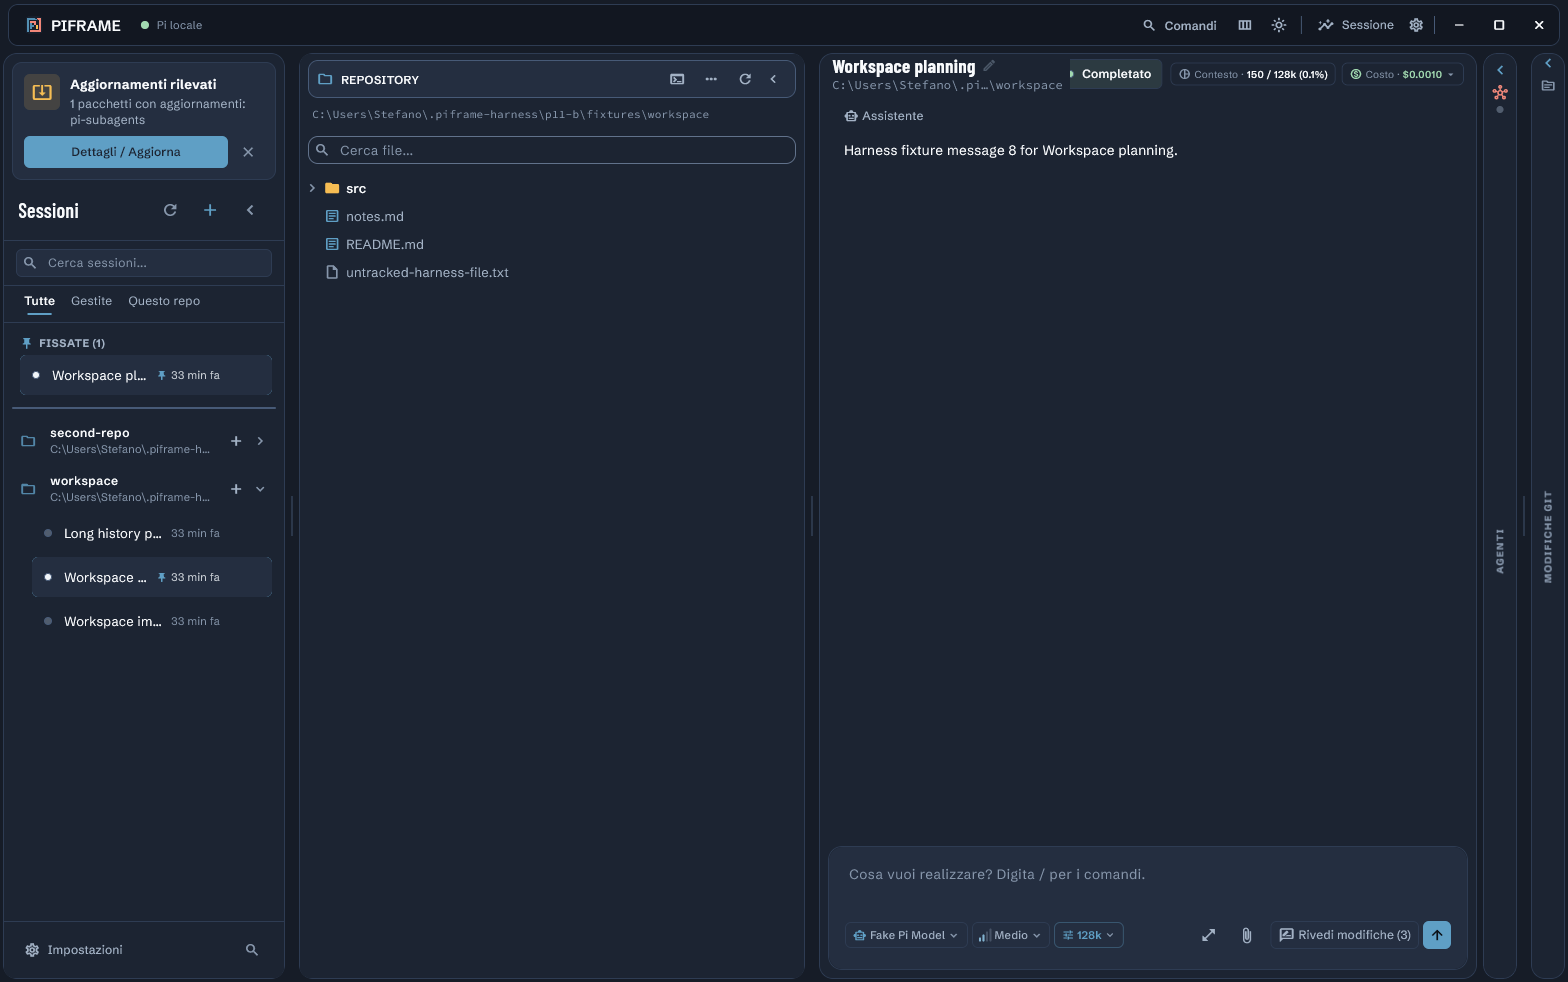 PIFRAME
Pi locale
Comandi
Sessione
Aggiornamenti rilevati
1 pacchetti con aggiornamenti:
pi-subagents
Dettagli / Aggiorna
Sessioni
Cerca sessioni...
Tutte Gestite Questo repo
FISSATE (1)
Workspace pl... 33 min fa
second-repo
C:\Users\Stefano\.piframe-h...
workspace
C:\Users\Stefano\.piframe-h...
Long history p... 33 min fa
Workspace ... 33 min fa
Workspace im... 33 min fa
Impostazioni
REPOSITORY
C:\Users\Stefano\.piframe-harness\p11-b\fixtures\workspace
Cerca file...
src
notes.md
README.md
untracked-harness-file.txt
Workspace planning
C:\Users\Stefano\.pi…\workspace
Completato
Contesto · 150 / 128k (0.1%)
Costo · $0.0010
Assistente
Harness fixture message 8 for Workspace planning.
Cosa vuoi realizzare? Digita / per i comandi.
Fake Pi Model
Medio
128k
Rivedi modifiche (3)
AGENTI
MODIFICHE GIT